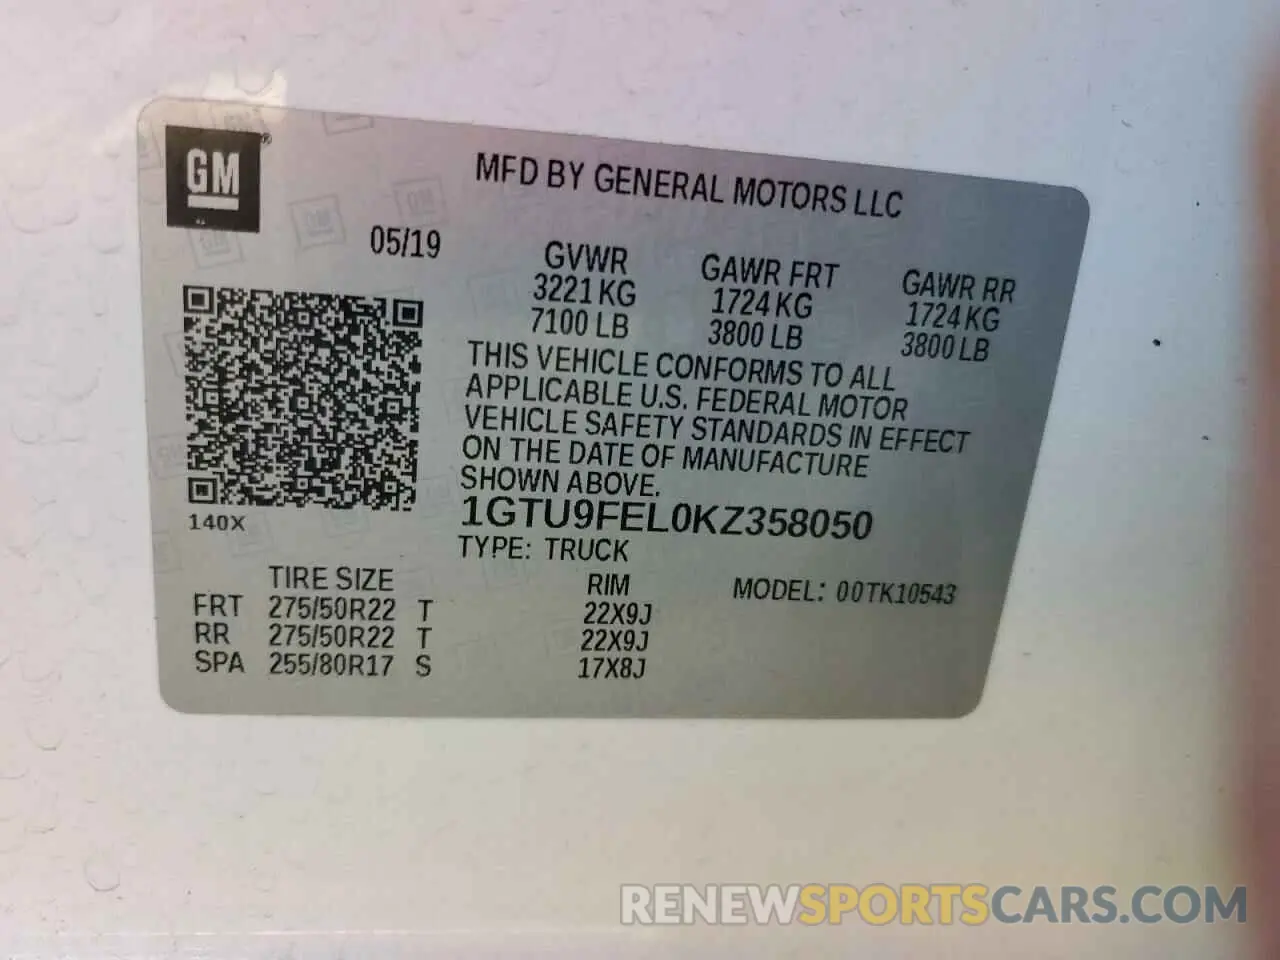 GM®
MFD BY GENERAL MOTORS LLC
05/19
GVWR GAWR FRT GAWR RR
3221 KG 1724 KG 1724 KG
7100 LB 3800 LB 3800 LB
THIS VEHICLE CONFORMS TO ALL
APPLICABLE U.S. FEDERAL MOTOR
VEHICLE SAFETY STANDARDS IN EFFECT
ON THE DATE OF MANUFACTURE
SHOWN ABOVE.
140X
1GTU9FEL0KZ358050
TYPE: TRUCK
TIRE SIZE RIM MODEL: 00TK10543
FRT 275/50R22 T 22X9J
RR 275/50R22 T 22X9J
SPA 255/80R17 S 17X8J
RENEWSPORTSCARS.COM